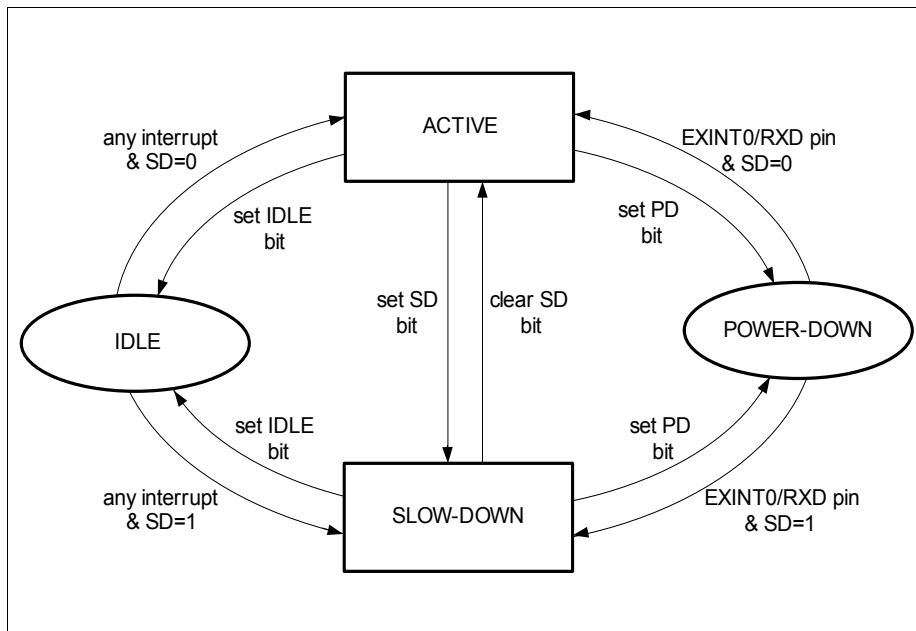 ACTIVE
any interrupt
& SD=0
EXINT0/RXD pin
& SD=0
set IDLE
bit
set PD
bit
set SD
bit
clear SD
bit
IDLE
POWER-DOWN
set IDLE
bit
set PD
bit
any interrupt
& SD=1
SLOW-DOWN
EXINT0/RXD pin
& SD=1